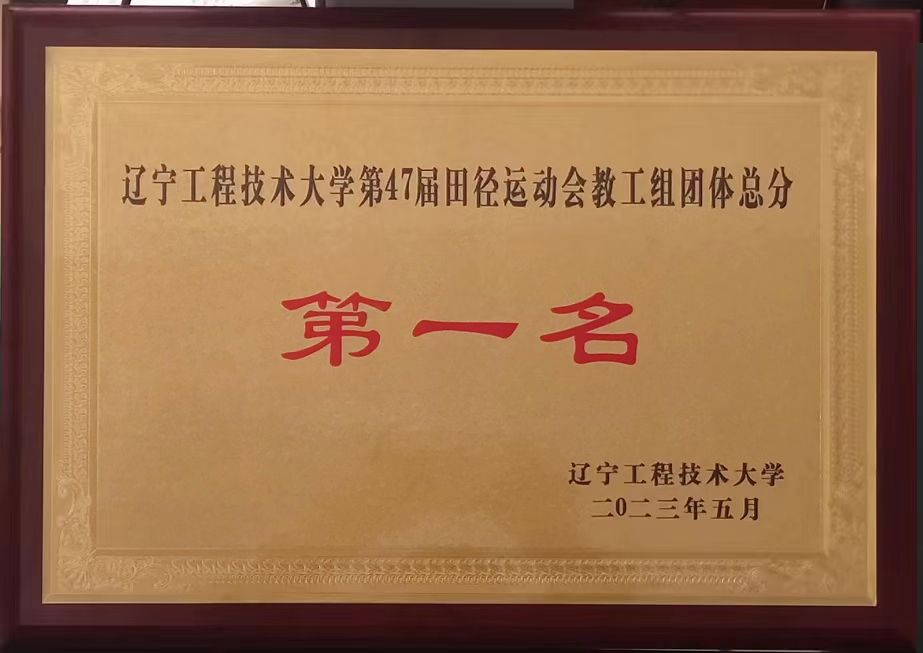 辽宁工程技术大学第47届田径运动会教工组团体总分
第一名
辽宁工程技术大学
二0二三年五月